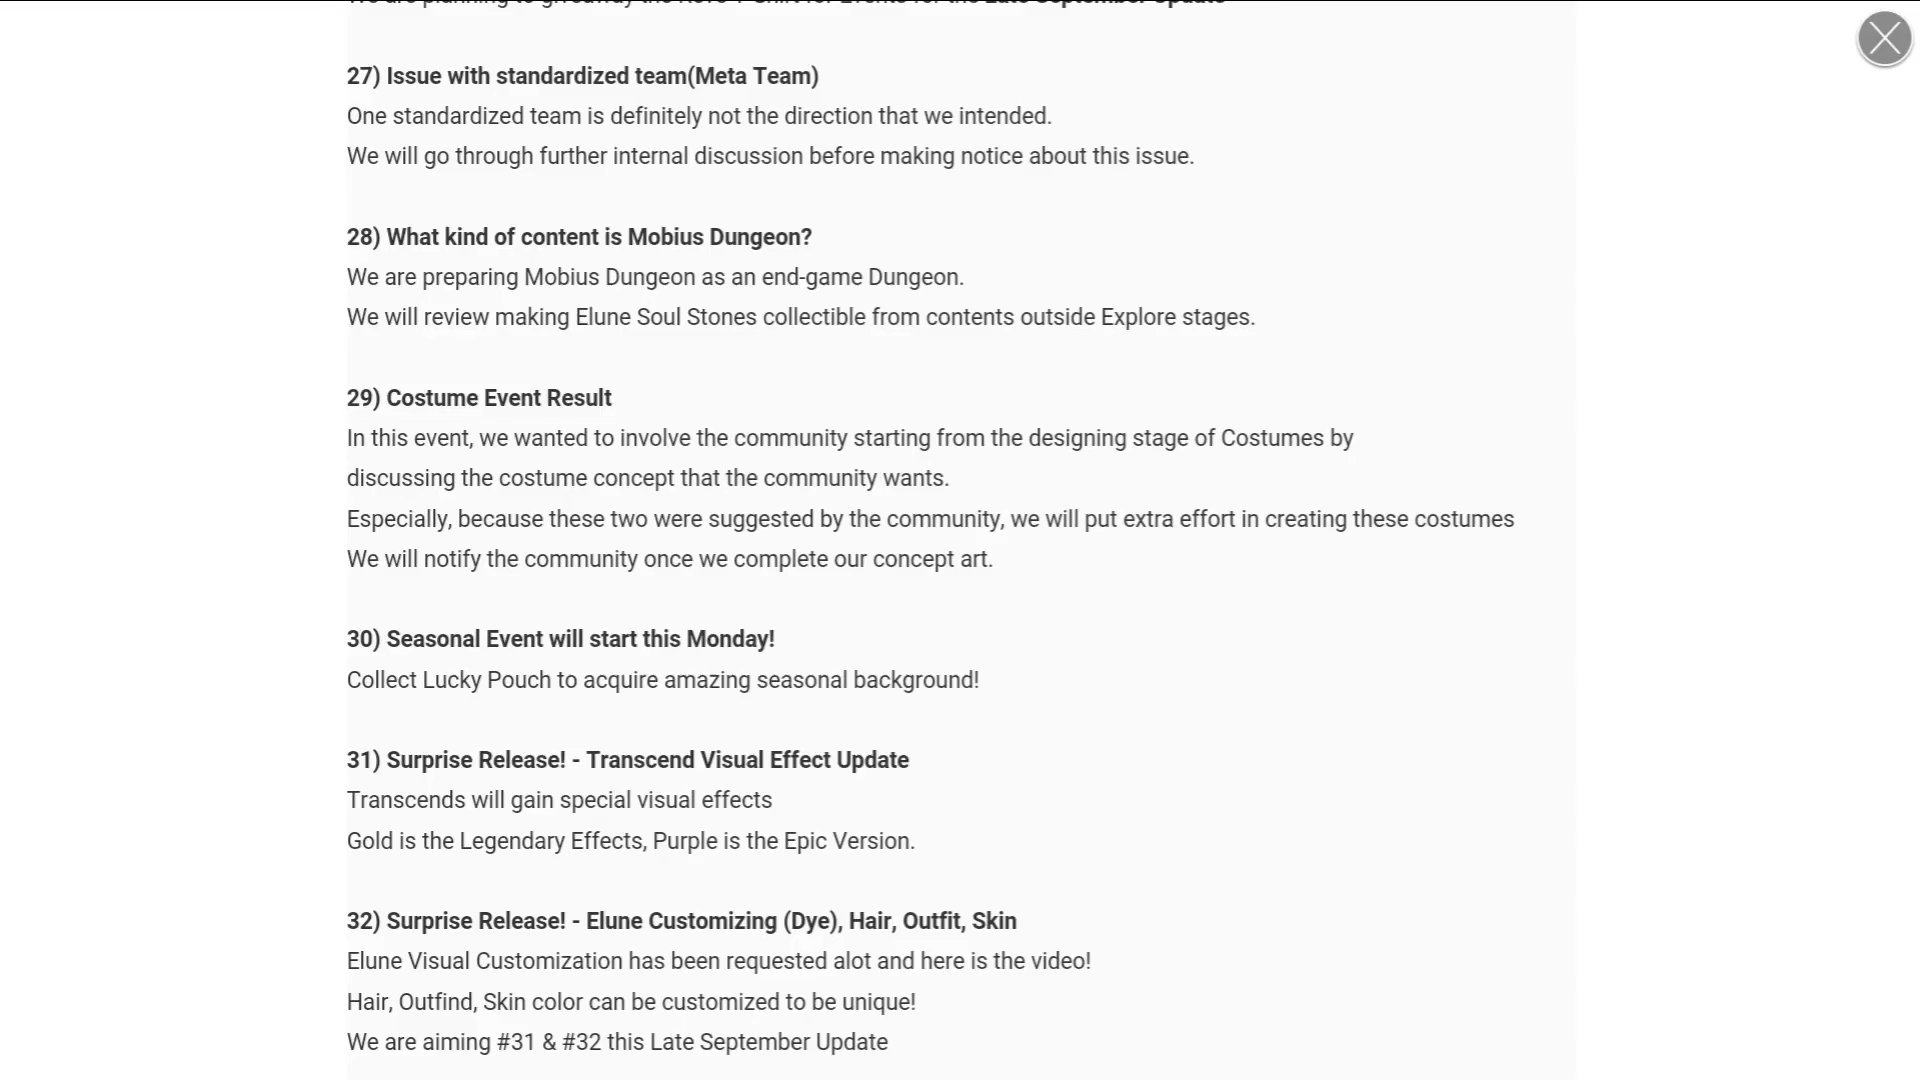 Late September Update
27) Issue with standardized team(Meta Team)
One standardized team is definitely not the direction that we intended.
We will go through further internal discussion before making notice about this issue.
28) What kind of content is Mobius Dungeon?
We are preparing Mobius Dungeon as an end-game Dungeon.
We will review making Elune Soul Stones collectible from contents outside Explore stages.
29) Costume Event Result
In this event, we wanted to involve the community starting from the designing stage of Costumes by
discussing the costume concept that the community wants.
Especially, because these two were suggested by the community, we will put extra effort in creating these costumes
We will notify the community once we complete our concept art.
30) Seasonal Event will start this Monday!
Collect Lucky Pouch to acquire amazing seasonal background!
31) Surprise Release! - Transcend Visual Effect Update
Transcends will gain special visual effects
Gold is the Legendary Effects, Purple is the Epic Version.
32) Surprise Release! - Elune Customizing (Dye), Hair, Outfit, Skin
Elune Visual Customization has been requested alot and here is the video!
Hair, Outfind, Skin color can be customized to be unique!
We are aiming #31 & #32 this Late September Update